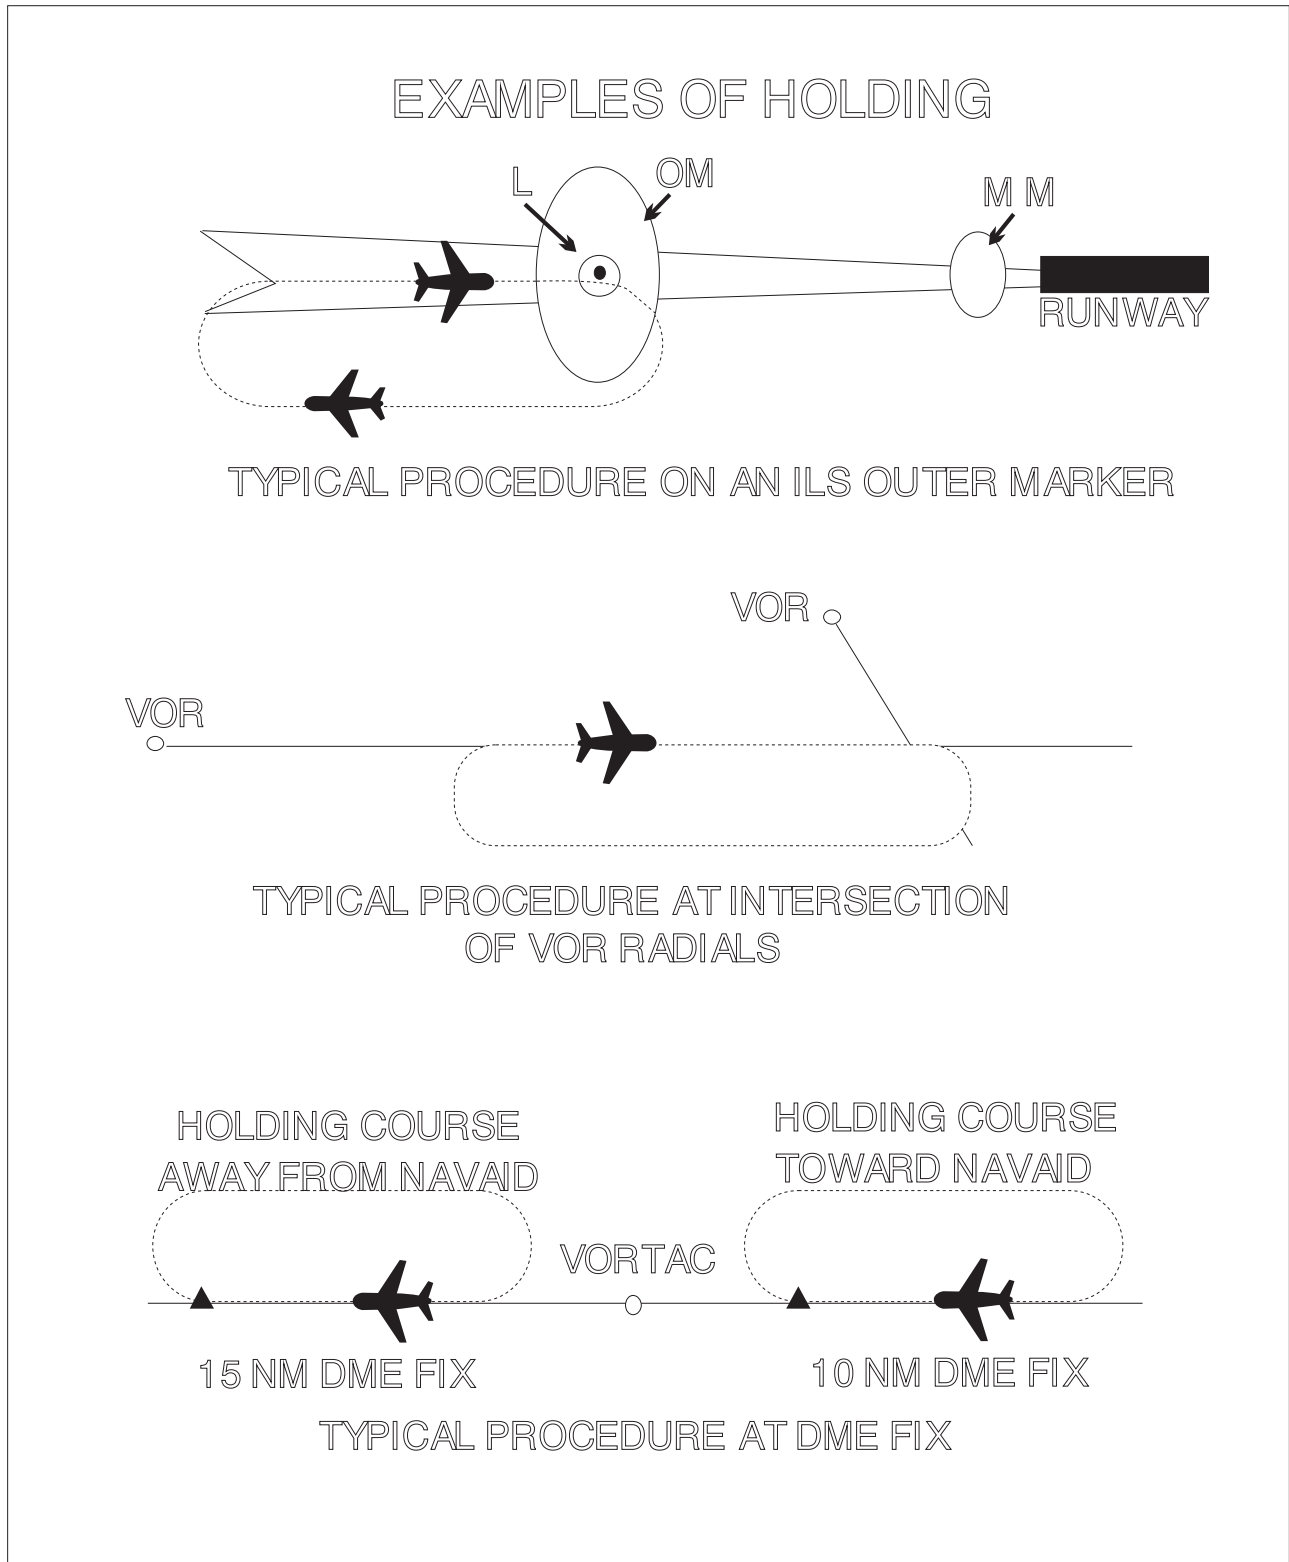 EXAMPLES OF HOLDING
L
OM
MM
RUNWAY
TYPICAL PROCEDURE ON AN ILS OUTER MARKER
VOR
VOR
TYPICAL PROCEDURE AT INTERSECTION
OF VOR RADIALS
HOLDING COURSE
AWAY FROM NAVAID
HOLDING COURSE
TOWARD NAVAID
VORTAC
15 NM DME FIX
10 NM DME FIX
TYPICAL PROCEDURE AT DME FIX